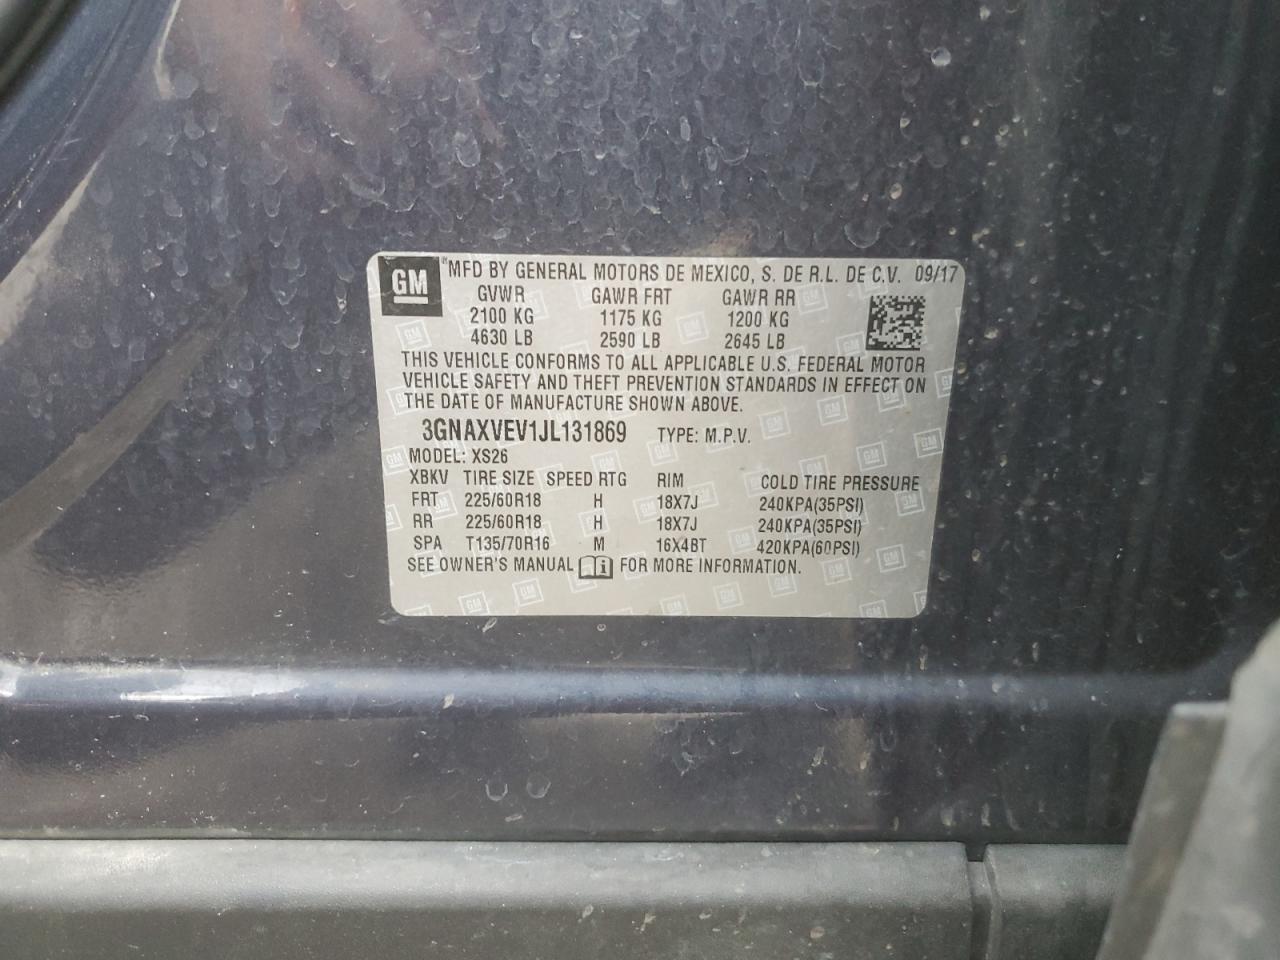 GM MFD BY GENERAL MOTORS DE MEXICO, S. DE R.L. DE C.V. 09/17
GVWR GAWR FRT GAWR RR
2100 KG 1175 KG 1200 KG
4630 LB 2590 LB 2645 LB
THIS VEHICLE CONFORMS TO ALL APPLICABLE U.S. FEDERAL MOTOR
VEHICLE SAFETY AND THEFT PREVENTION STANDARDS IN EFFECT ON
THE DATE OF MANUFACTURE SHOWN ABOVE.
3GNAXVEV1JL131869 TYPE: M.P.V.
MODEL: XS26
XBKV TIRE SIZE SPEED RTG RIM COLD TIRE PRESSURE
FRT 225/60R18 H 18X7J 240KPA(35PSI)
RR 225/60R18 H 18X7J 240KPA(35PSI)
SPA T135/70R16 M 16X4BT 420KPA(60PSI)
SEE OWNER'S MANUAL FOR MORE INFORMATION.